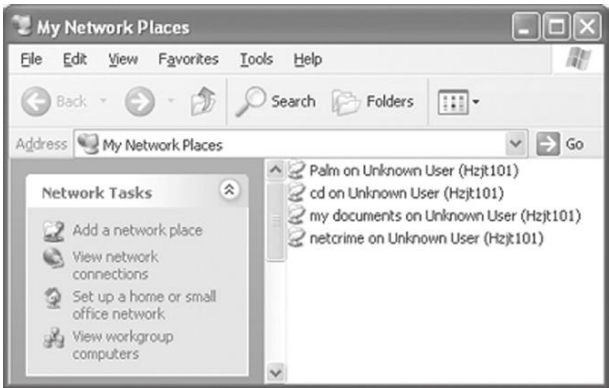 My Network Places
File Edit View Favorites Tools Help
Back Search Folders
Address My Network Places Go
Network Tasks
Add a network place
View network
connections
Set up a home or small
office network
View workgroup
computers
Palm on Unknown User (Hzjt101)
cd on Unknown User (Hzjt101)
my documents on Unknown User (Hzjt101)
netcrime on Unknown User (Hzjt101)